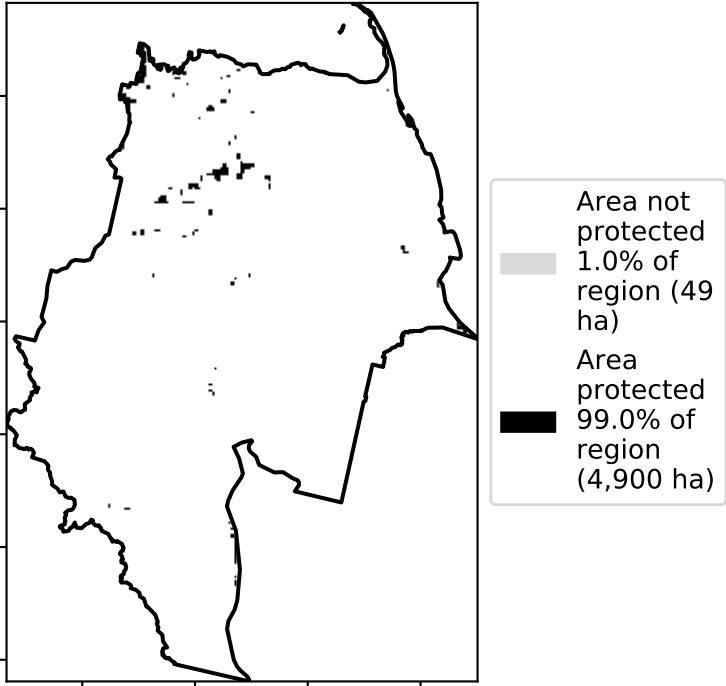 Area not
protected
1.0% of
region (49
ha)
Area
protected
99.0% of
region
(4,900 ha)